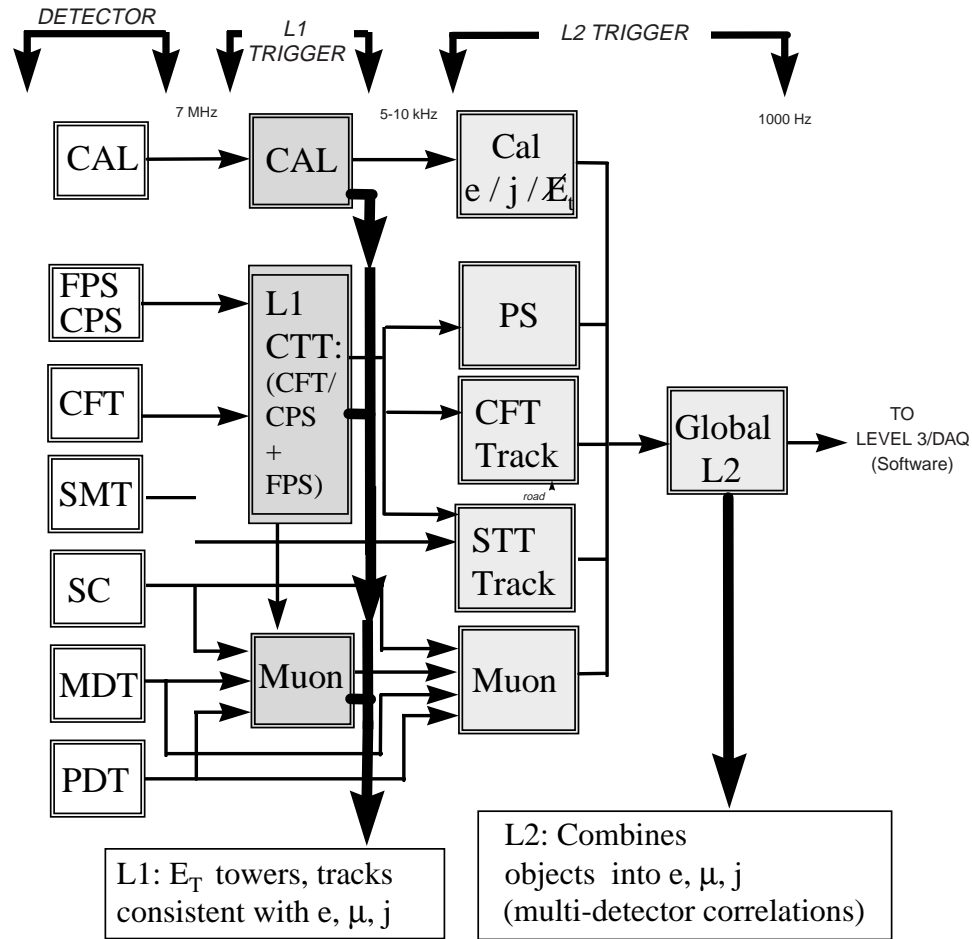 DETECTOR
L1
TRIGGER
L2 TRIGGER
7 MHz
5-10 kHz
1000 Hz
CAL
CAL
Cal
e / j / E̸t
FPS
CPS
L1
CTT:
(CFT/
CPS
+
FPS)
PS
CFT
CFT
Track
road
Global
L2
TO
LEVEL 3/DAQ
(Software)
SMT
STT
Track
SC
MDT
Muon
Muon
PDT
L1: ET towers, tracks
consistent with e, μ, j
L2: Combines
objects into e, μ, j
(multi-detector correlations)